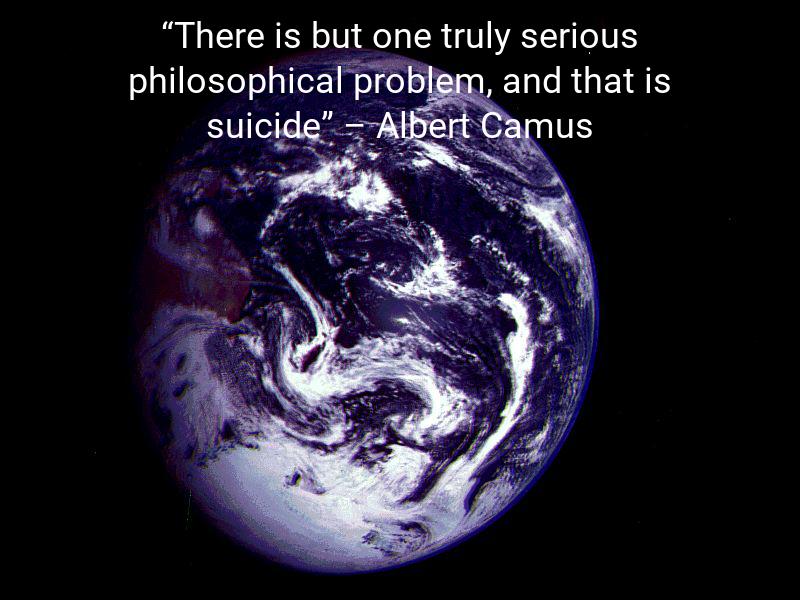 “There is but one truly serious
philosophical problem, and that is
suicide” – Albert Camus